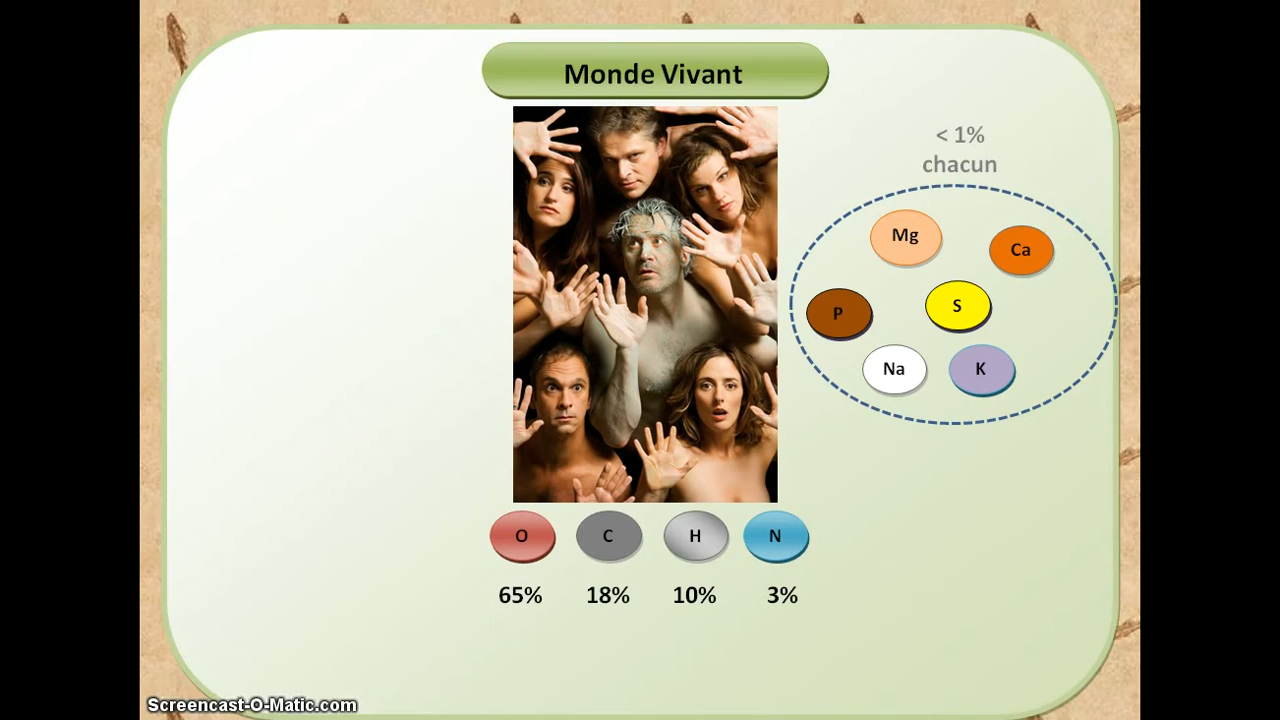 Monde Vivant
< 1%
chacun
Mg
Ca
P
S
Na
K
O C H N
65% 18% 10% 3%
Screencast-O-Matic.com